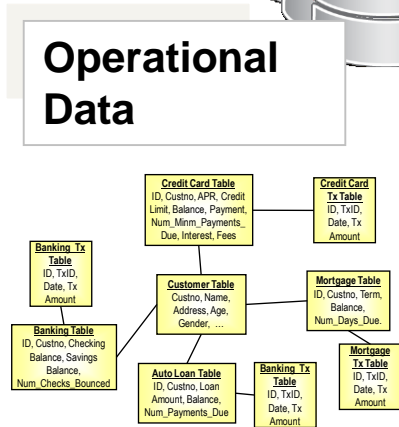 Operational
Data
Credit Card Table
ID, Custno, APR, Credit
Limit, Balance, Payment,
Num_Minm_Payments_
Due, Interest, Fees
Credit Card
Tx Table
ID, TxID,
Date, Tx
Amount
Banking Tx
Table
ID, TxID,
Date, Tx
Amount
Customer Table
Custno, Name,
Address, Age,
Gender, …
Mortgage Table
ID, Custno, Term,
Balance,
Num_Days_Due.
Banking Table
ID, Custno, Checking
Balance, Savings
Balance,
Num_Checks_Bounced
Auto Loan Table
ID, Custno, Loan
Amount, Balance,
Num_Payments_Due
Banking Tx
Table
ID, TxID,
Date, Tx
Amount
Mortgage
Tx Table
ID, TxID,
Date, Tx
Amount